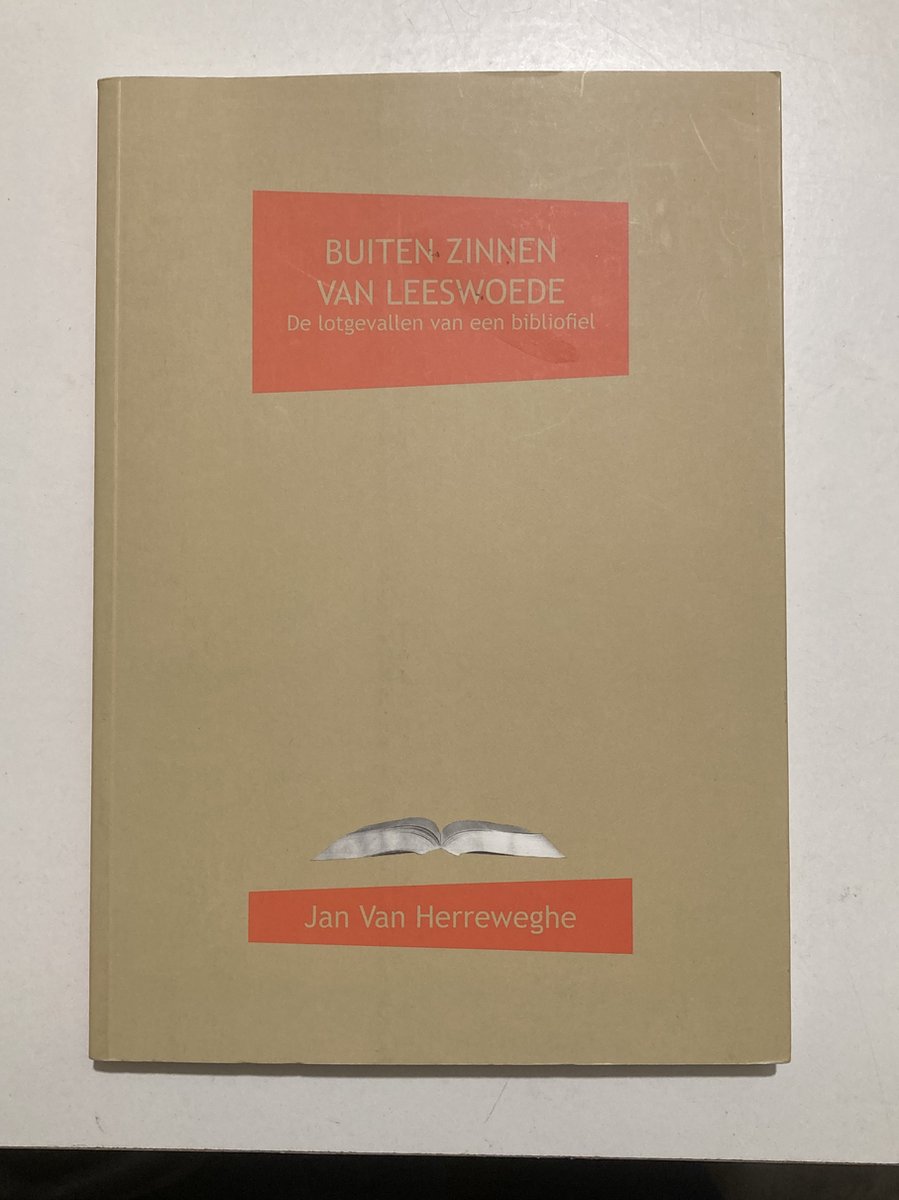 BUITEN ZINNEN
VAN LEESWOEDE
De lotgevallen van een bibliofiel
Jan Van Herreweghe